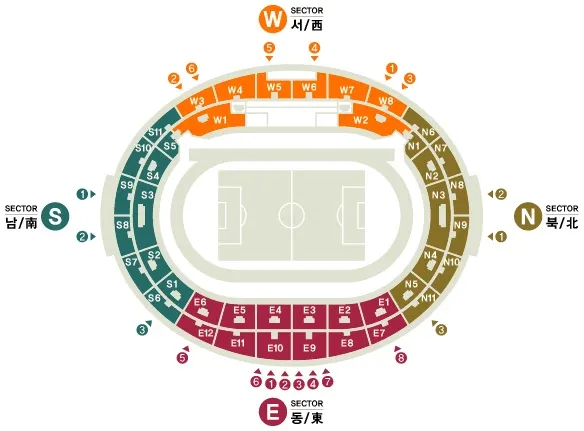 W SECTOR
서/西
5 4
2 6 1 3
W3 W4 W5 W6 W7 W8
W1 W2
S11 N6
S10 S5 N1 N7
S4 N2
S9 S3 N3 N8
1 2
SECTOR
남/南
S
N
SECTOR
북/北
2 1
S8 N9
S7 S2 N4 N10
S6 S1 N5 N11
3 3
E6 E5 E4 E3 E2 E1
E12 E11 E10 E9 E8 E7
5 8
6 1 2 3 4 7
E SECTOR
동/東